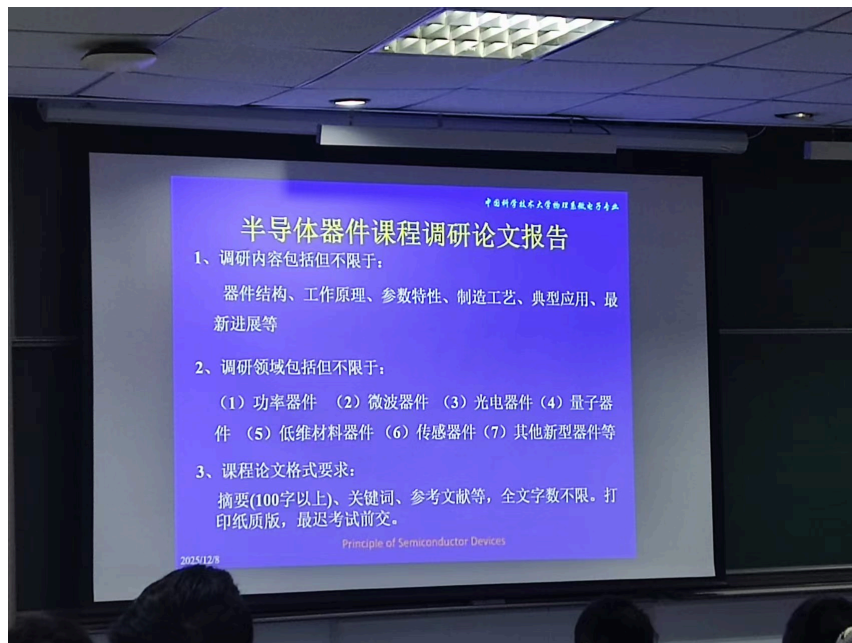 中国科学技术大学物理系微电子专业
半导体器件课程调研论文报告
1、调研内容包括但不限于：
器件结构、工作原理、参数特性、制造工艺、典型应用、最
新进展等
2、调研领域包括但不限于：
（1）功率器件 （2）微波器件 （3）光电器件（4）量子器
件 （5）低维材料器件（6）传感器件（7）其他新型器件等
3、课程论文格式要求：
摘要(100字以上)、关键词、参考文献等，全文字数不限。打
印纸质版，最迟考试前交。
Principle of Semiconductor Devices
2025/12/8